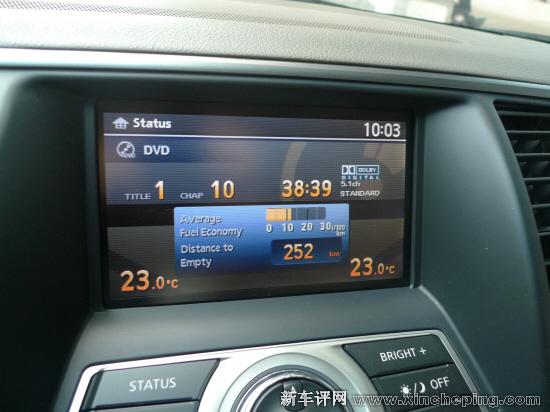 Status
10:03
DVD
TITLE 1 CHAP 10 38:39
DOLBY
DIGITAL
5.1ch
STANDARD
Average
Fuel Economy
0 10 20 30 l/100
km
Distance to
Empty
252 km
23.0°C
23.0°C
STATUS
BRIGHT +
OFF
新车评网 www.xincheping.com